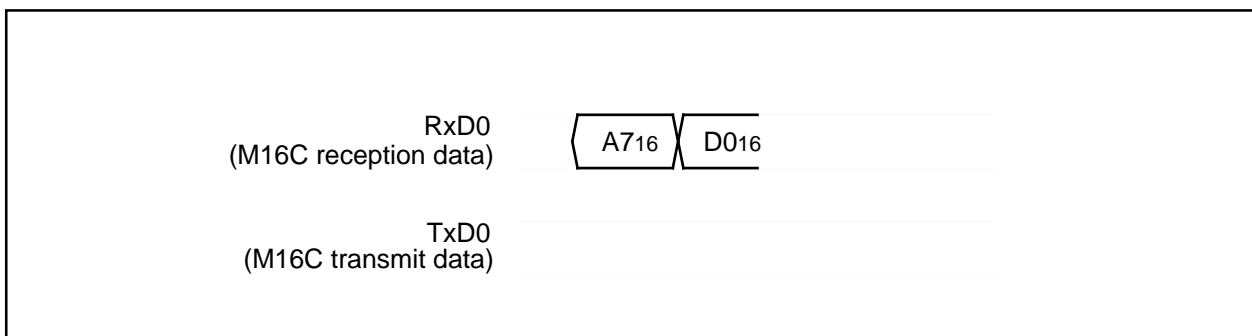 RxD0
(M16C reception data)
A716
D016
TxD0
(M16C transmit data)